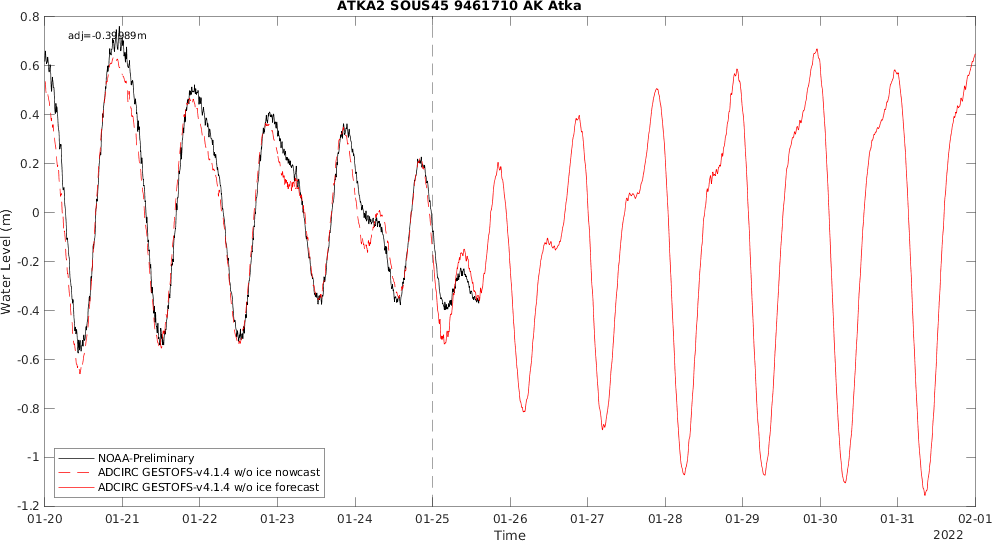 ATKA2 SOUS45 9461710 AK Atka
adj=-0.39989m
0.8
0.6
0.4
0.2
0
-0.2
-0.4
-0.6
-0.8
-1
-1.2
Water Level (m)
NOAA-Preliminary
ADCIRC GESTOFS-v4.1.4 w/o ice nowcast
ADCIRC GESTOFS-v4.1.4 w/o ice forecast
01-20 01-21 01-22 01-23 01-24 01-25 01-26 01-27 01-28 01-29 01-30 01-31 02-01
Time
2022